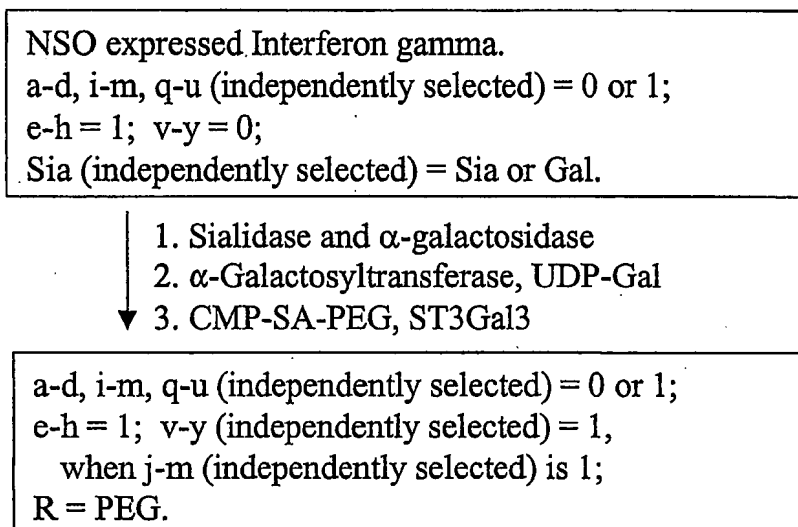 NSO expressed Interferon gamma.
a-d, i-m, q-u (independently selected) = 0 or 1;
e-h = 1; v-y = 0;
Sia (independently selected) = Sia or Gal.
1. Sialidase and α-galactosidase
2. α-Galactosyltransferase, UDP-Gal
3. CMP-SA-PEG, ST3Gal3
a-d, i-m, q-u (independently selected) = 0 or 1;
e-h = 1; v-y (independently selected) = 1,
when j-m (independently selected) is 1;
R = PEG.